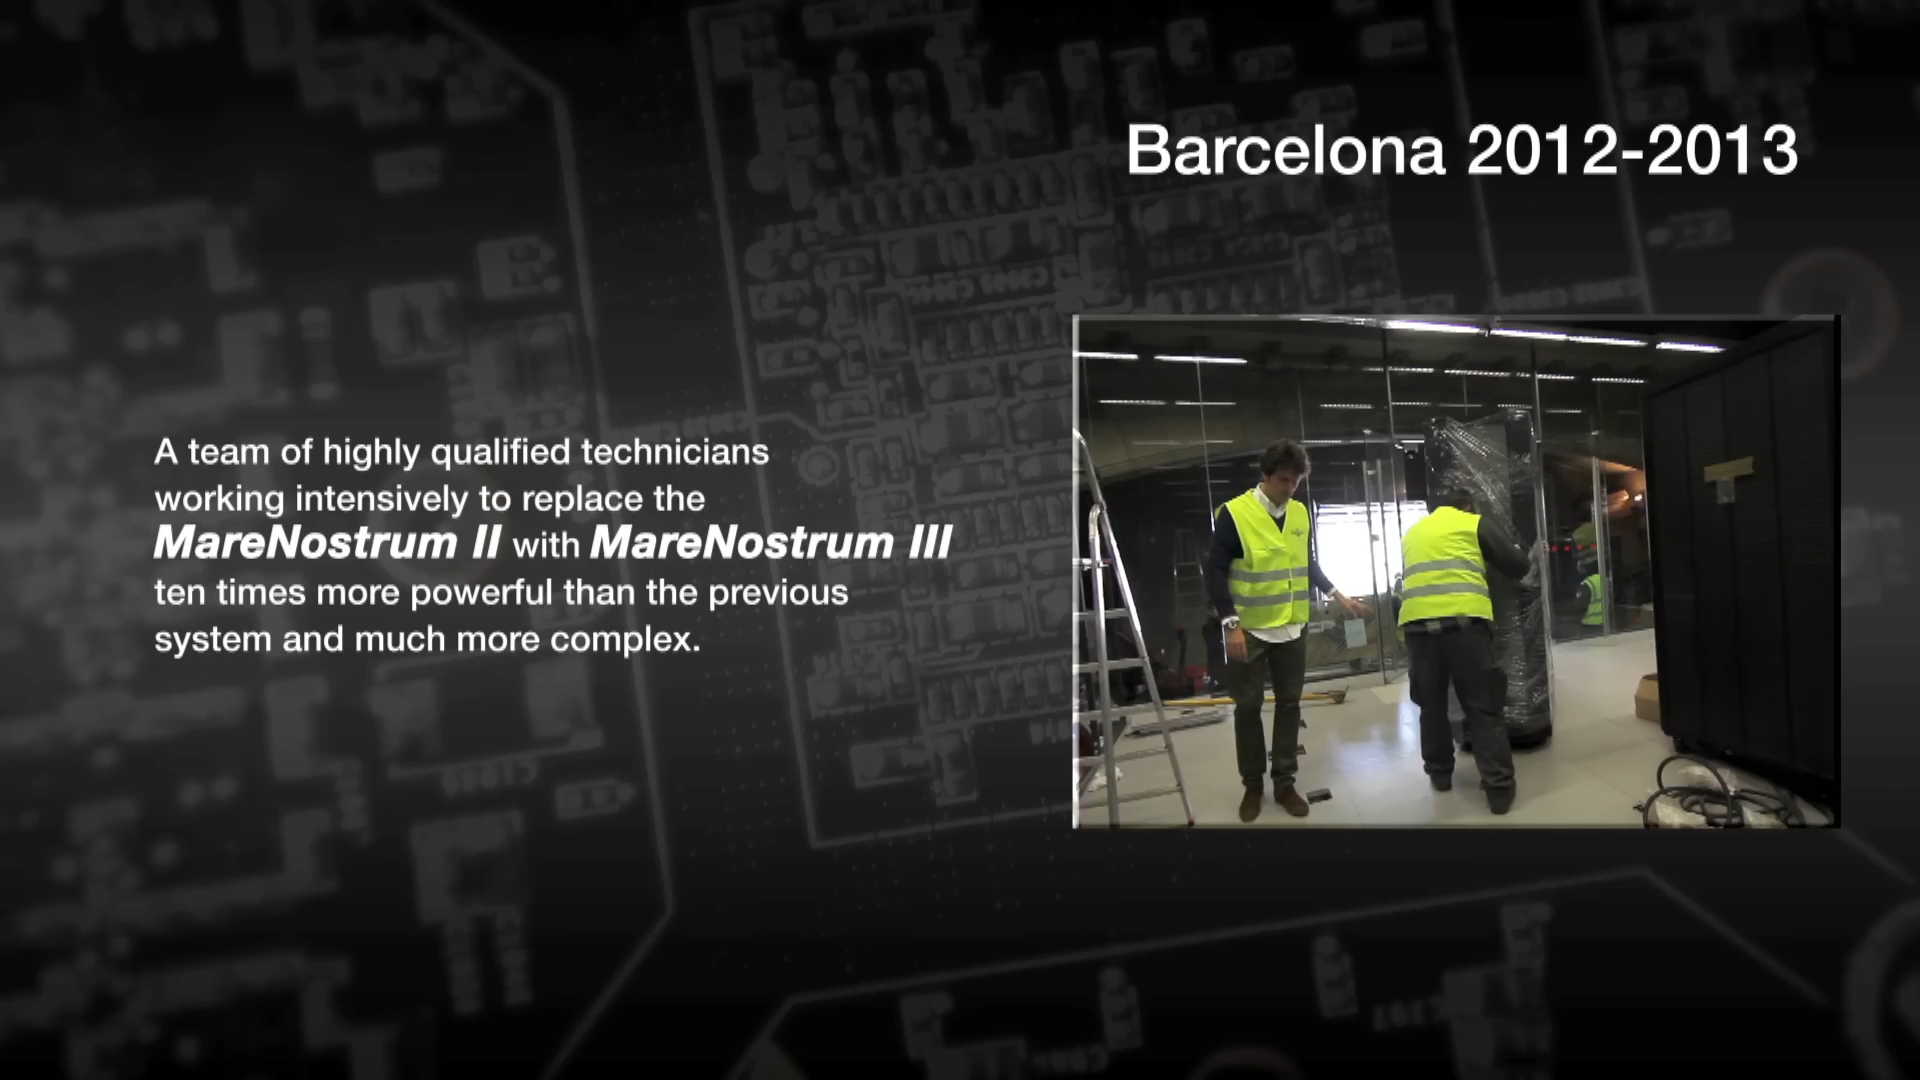 Barcelona 2012-2013
A team of highly qualified technicians
working intensively to replace the
MareNostrum II with MareNostrum III
ten times more powerful than the previous
system and much more complex.